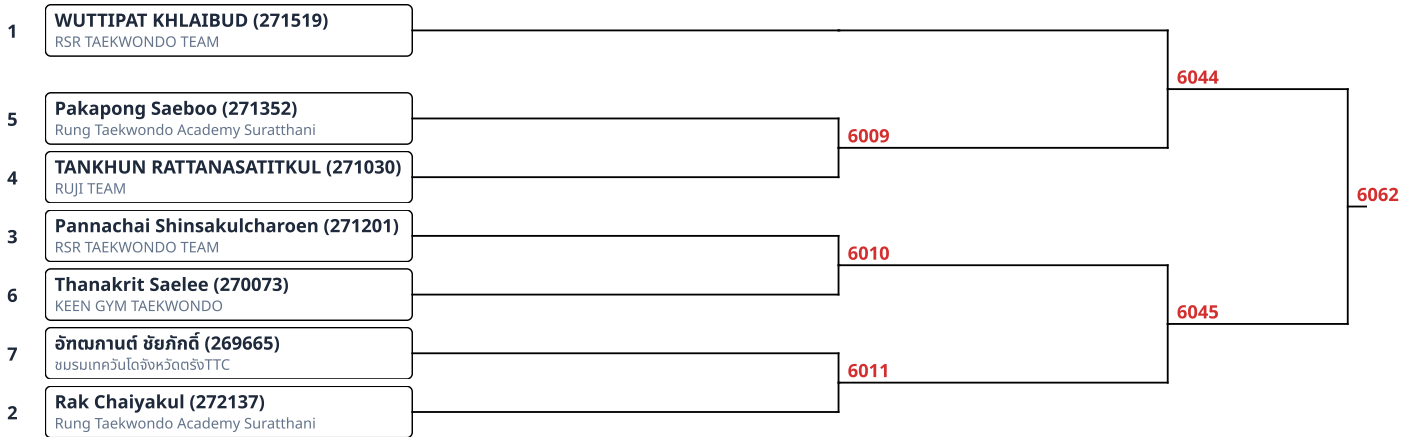 1
WUTTIPAT KHLAIBUD (271519)
RSR TAEKWONDO TEAM
6044
5
Pakapong Saeboo (271352)
Rung Taekwondo Academy Suratthani
6009
4
TANKHUN RATTANASATITKUL (271030)
RUJI TEAM
6062
3
Pannachai Shinsakulcharoen (271201)
RSR TAEKWONDO TEAM
6010
6
Thanakrit Saelee (270073)
KEEN GYM TAEKWONDO
6045
7
อัฑฒกานต์ ชัยภักดิ์ (269665)
ชมรมเทควันโดจังหวัดตรังTTC
6011
2
Rak Chaiyakul (272137)
Rung Taekwondo Academy Suratthani